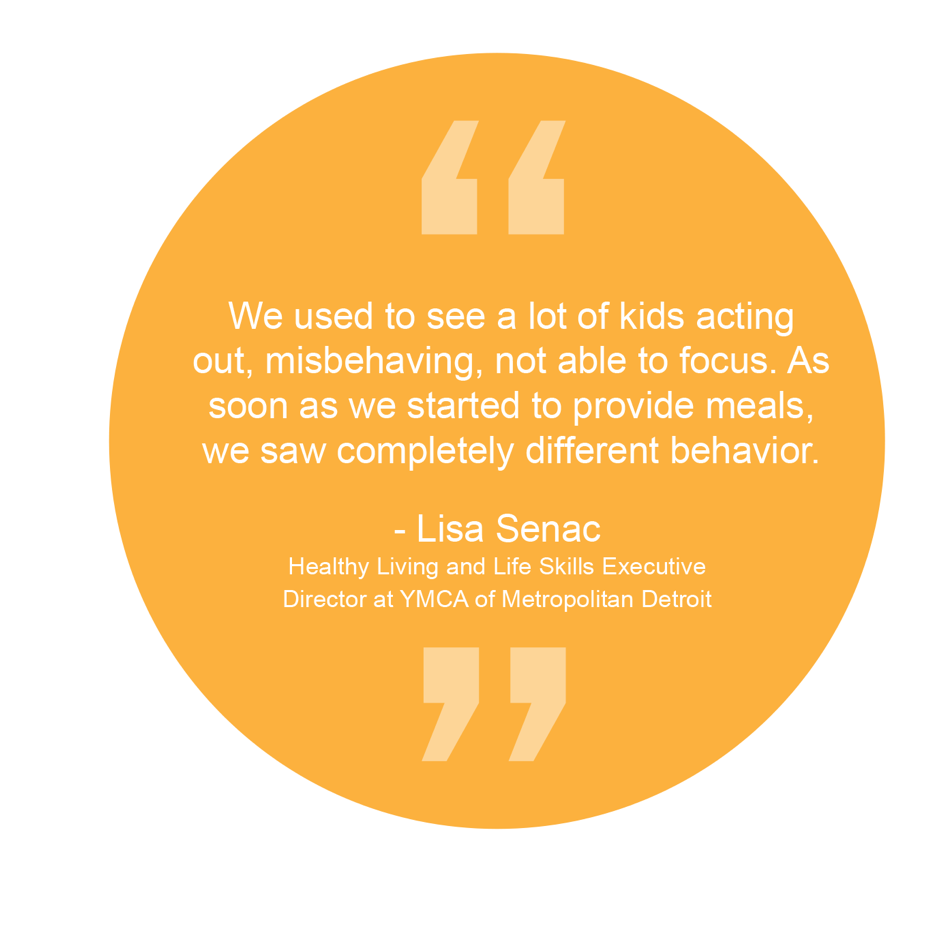 “
We used to see a lot of kids acting
out, misbehaving, not able to focus. As
soon as we started to provide meals,
we saw completely different behavior.
- Lisa Senac
Healthy Living and Life Skills Executive
Director at YMCA of Metropolitan Detroit
”